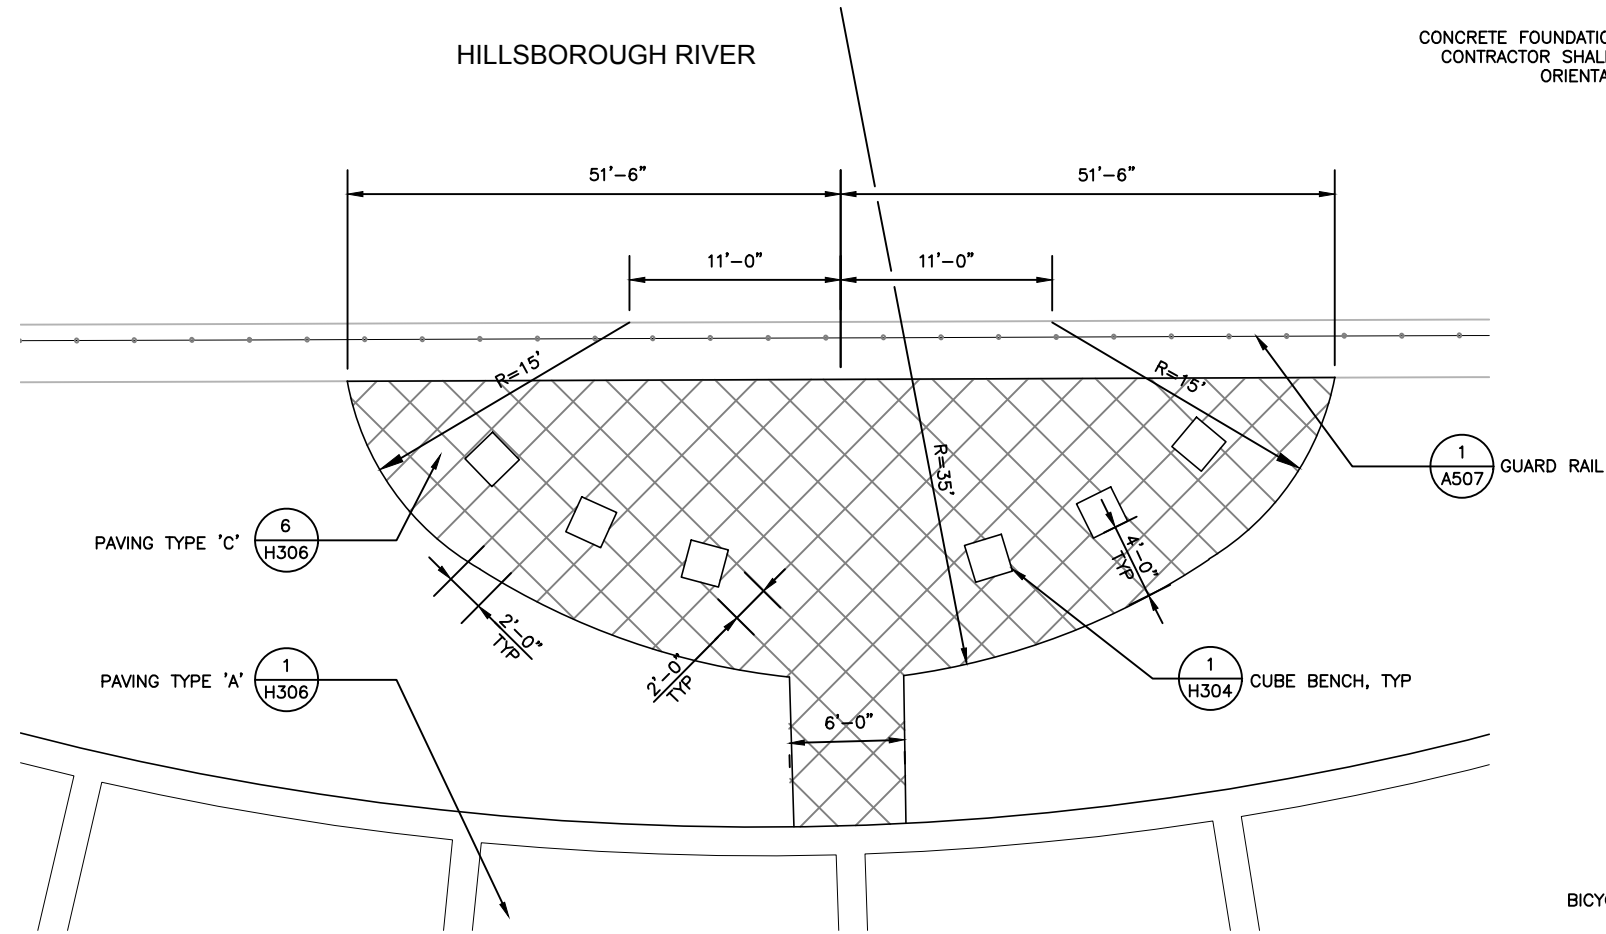 HILLSBOROUGH RIVER
CONCRETE FOUNDATIO
CONTRACTOR SHALL
ORIENTA
51'-6"
51'-6"
11'-0"
11'-0"
R=15'
R=15'
R=35'
1
A507
GUARD RAIL
PAVING TYPE 'C'
6
H306
4'-0"
TYP
2'-0"
TYP
2'-0"
TYP
PAVING TYPE 'A'
1
H306
1
H304
CUBE BENCH, TYP
6'-0"
BICY